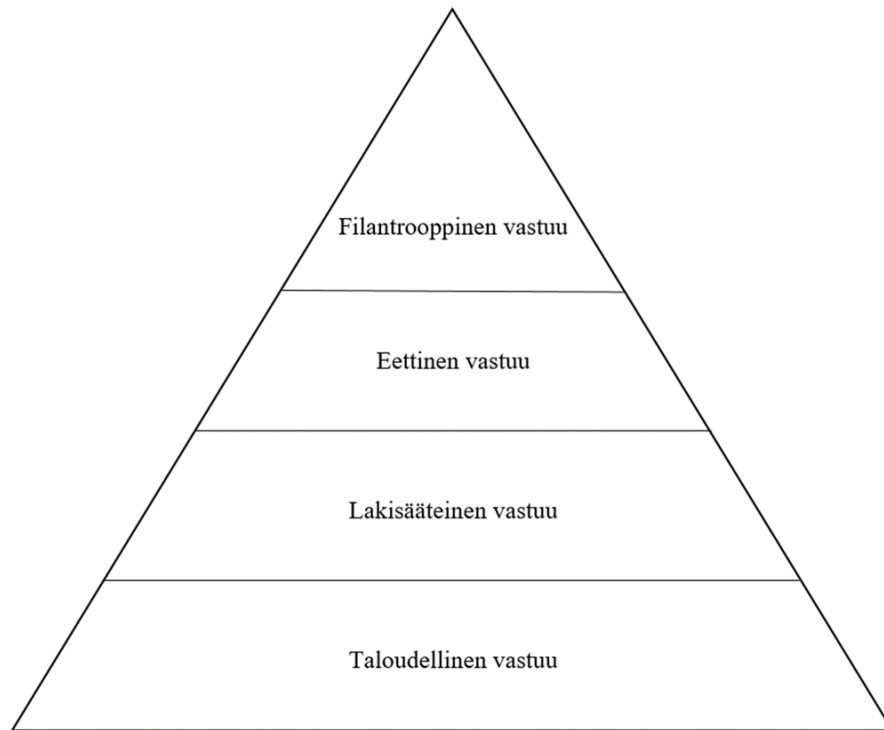 Filantrooppinen vastuu
Eettinen vastuu
Lakisääteinen vastuu
Taloudellinen vastuu